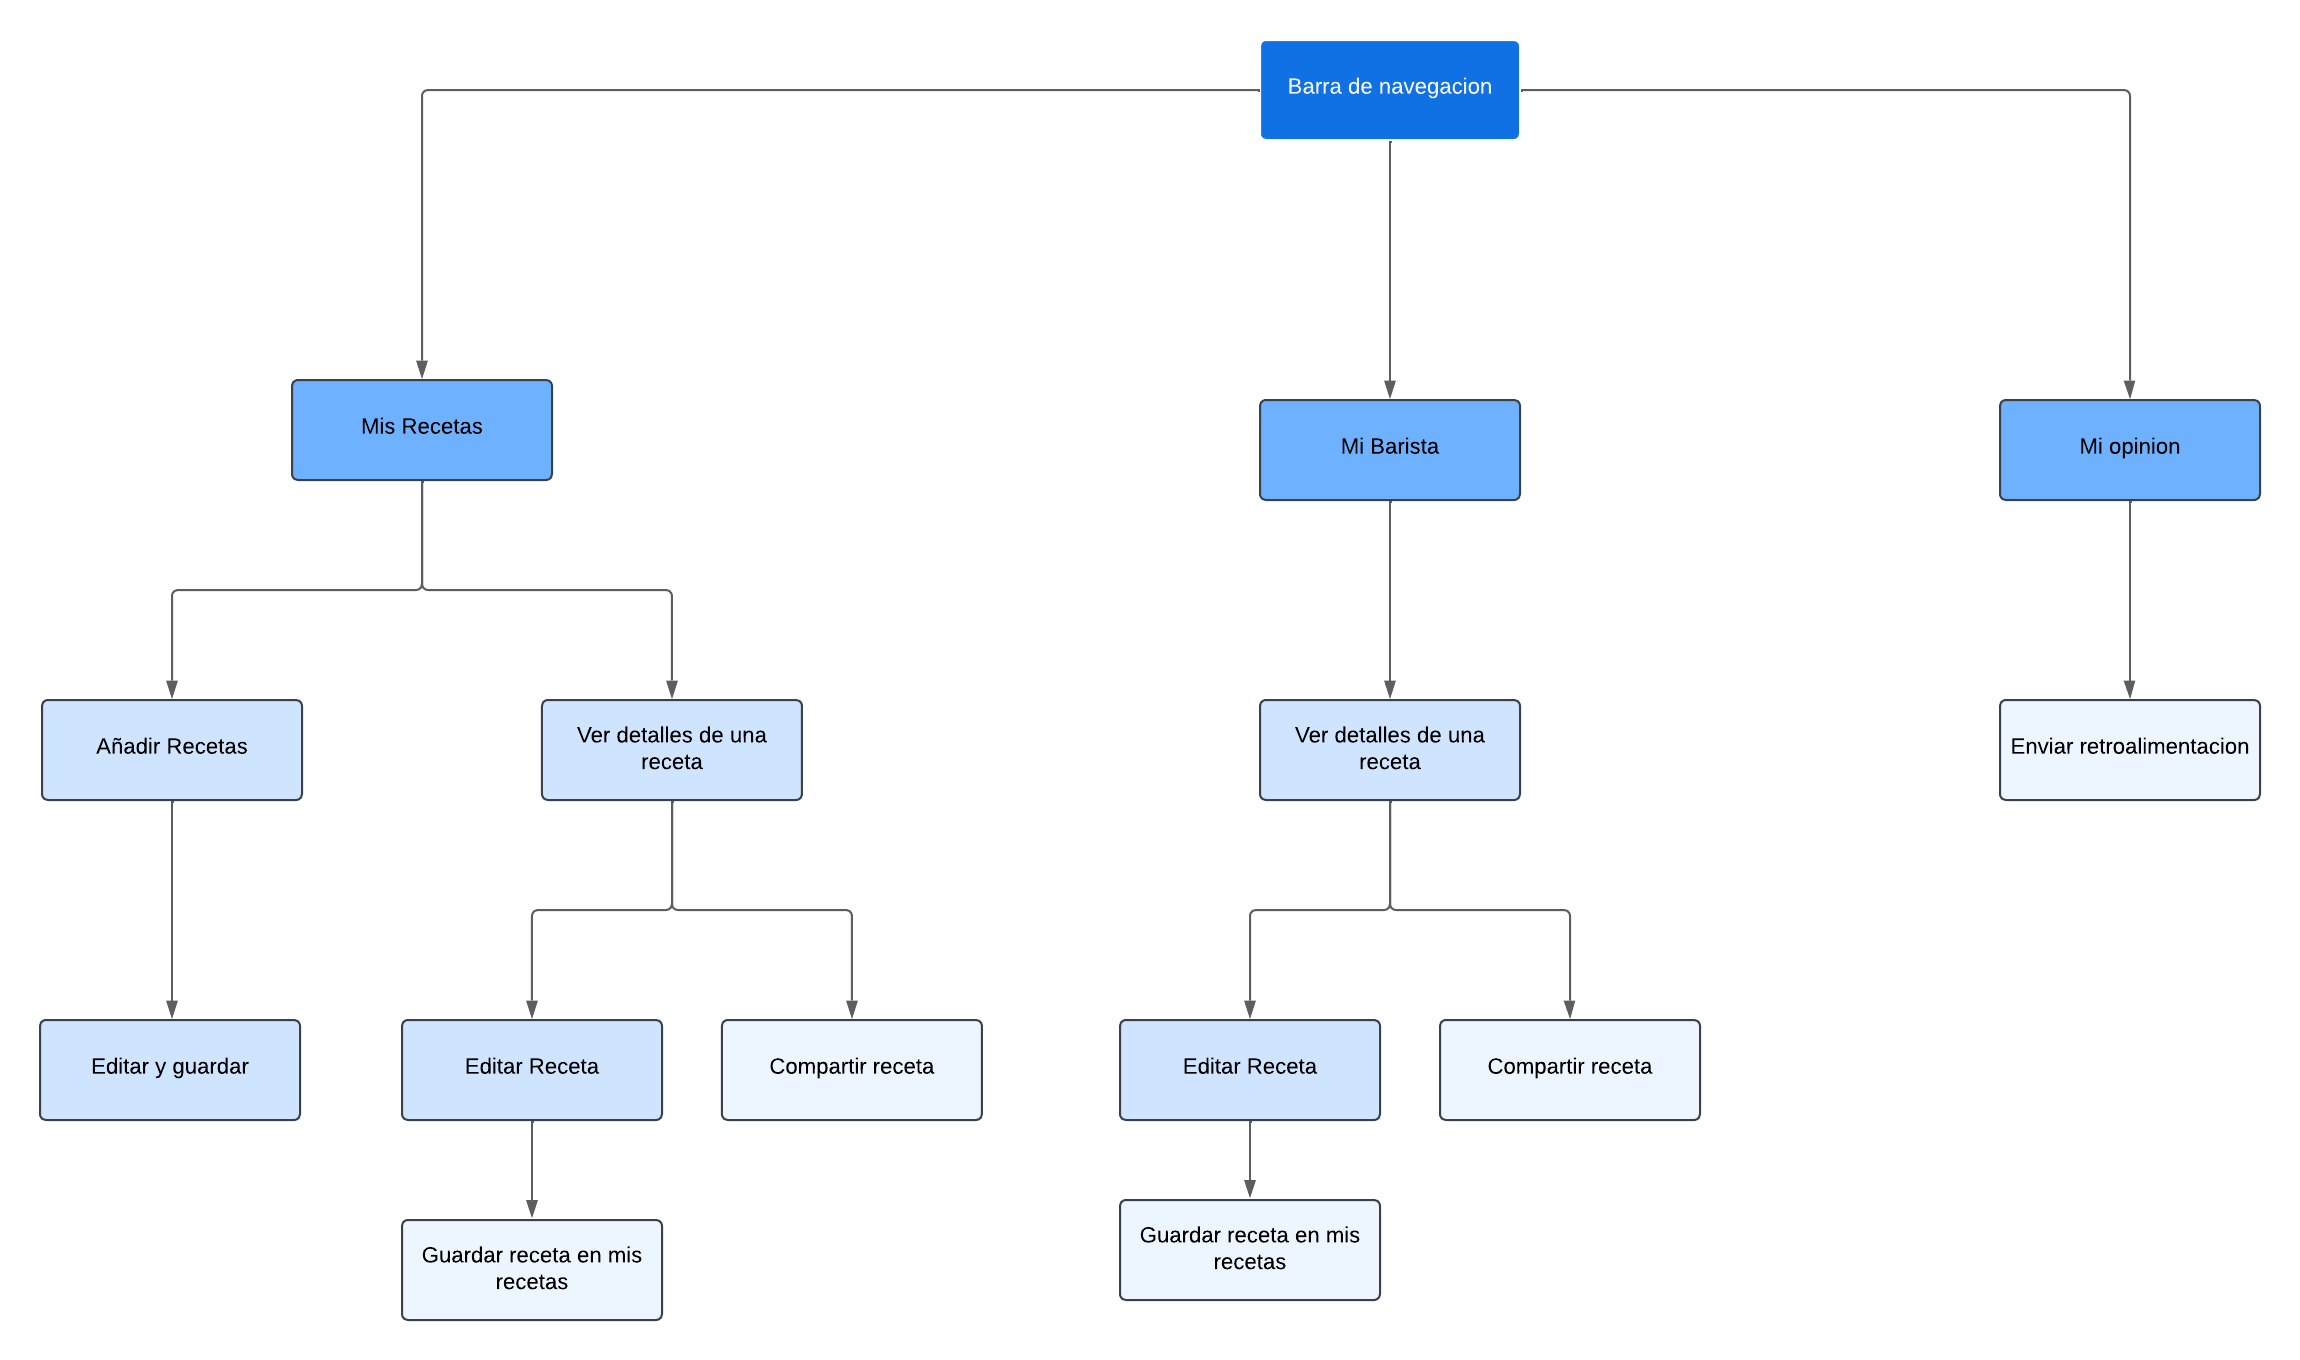 Barra de navegacion
Mis Recetas
Mi Barista
Mi opinion
Añadir Recetas
Ver detalles de una
receta
Ver detalles de una
receta
Enviar retroalimentacion
Editar y guardar
Editar Receta
Compartir receta
Editar Receta
Compartir receta
Guardar receta en mis
recetas
Guardar receta en mis
recetas